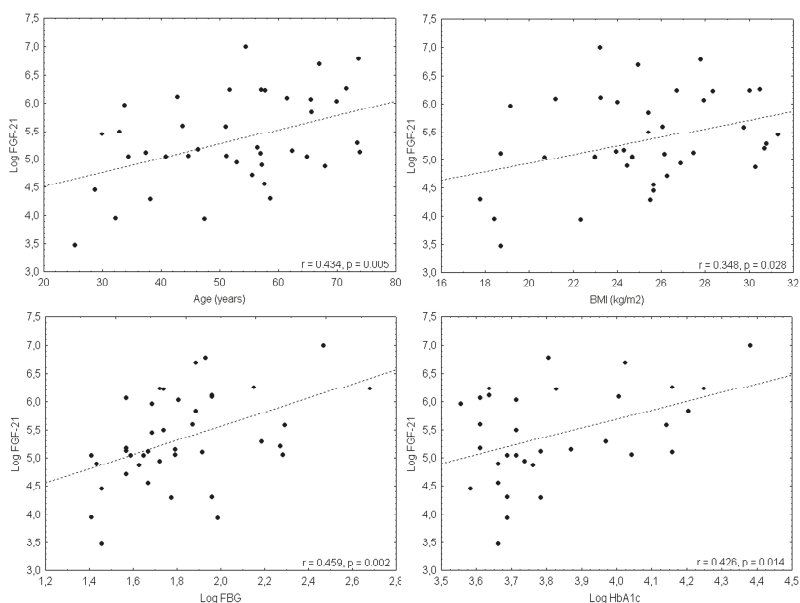 7,5
7,0
6,5
6,0
5,5
5,0
4,5
4,0
3,5
3,0
Log FGF-21
20 30 40 50 60 70 80
Age (years)
r = 0.434, p = 0.005
7,5
7,0
6,5
6,0
5,5
5,0
4,5
4,0
3,5
3,0
Log FGF-21
16 18 20 22 24 26 28 30 32
BMI (kg/m2)
r = 0.348, p = 0.028
7,5
7,0
6,5
6,0
5,5
5,0
4,5
4,0
3,5
3,0
Log FGF-21
1,2 1,4 1,6 1,8 2,0 2,2 2,4 2,6 2,8
Log FBG
r = 0.459, p = 0.002
7,5
7,0
6,5
6,0
5,5
5,0
4,5
4,0
3,5
3,0
Log FGF-21
3,5 3,6 3,7 3,8 3,9 4,0 4,1 4,2 4,3 4,4 4,5
Log HbA1c
r = 0.426, p = 0.014